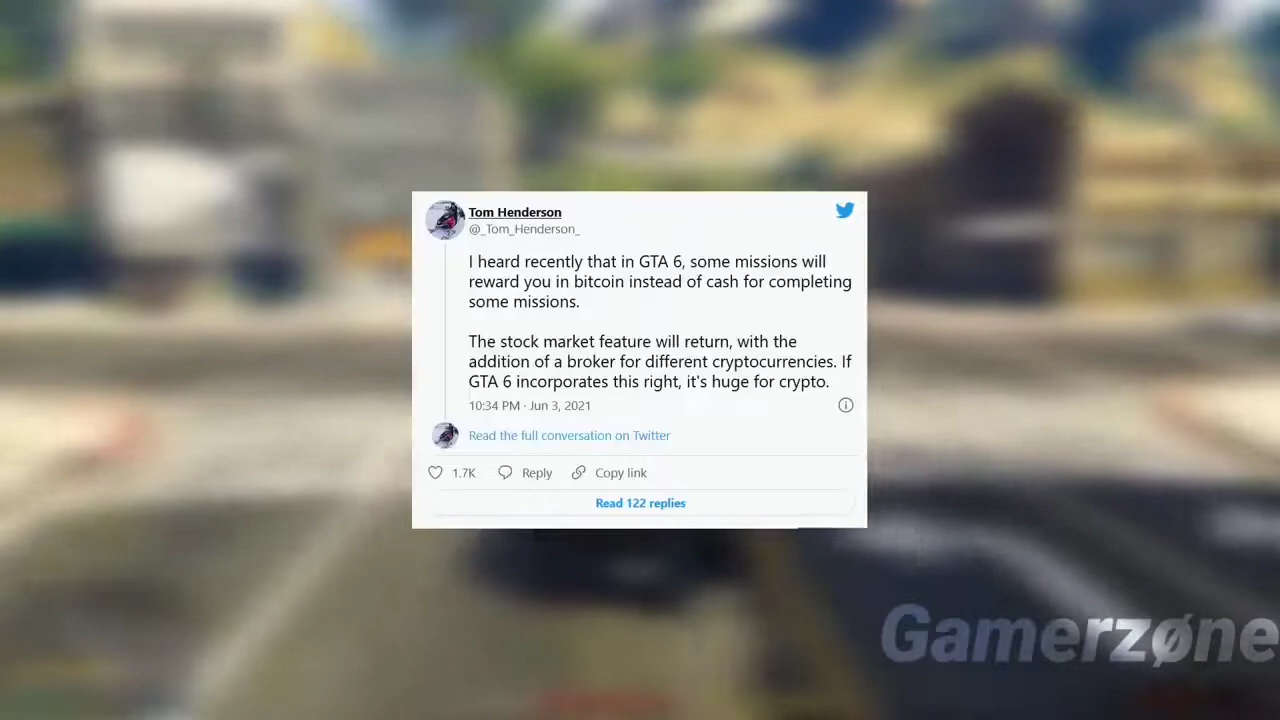 Tom Henderson
@_Tom_Henderson_
I heard recently that in GTA 6, some missions will
reward you in bitcoin instead of cash for completing
some missions.
The stock market feature will return, with the
addition of a broker for different cryptocurrencies. If
GTA 6 incorporates this right, it's huge for crypto.
10:34 PM · Jun 3, 2021
Read the full conversation on Twitter
1.7K Reply Copy link
Read 122 replies
Gamerzøne